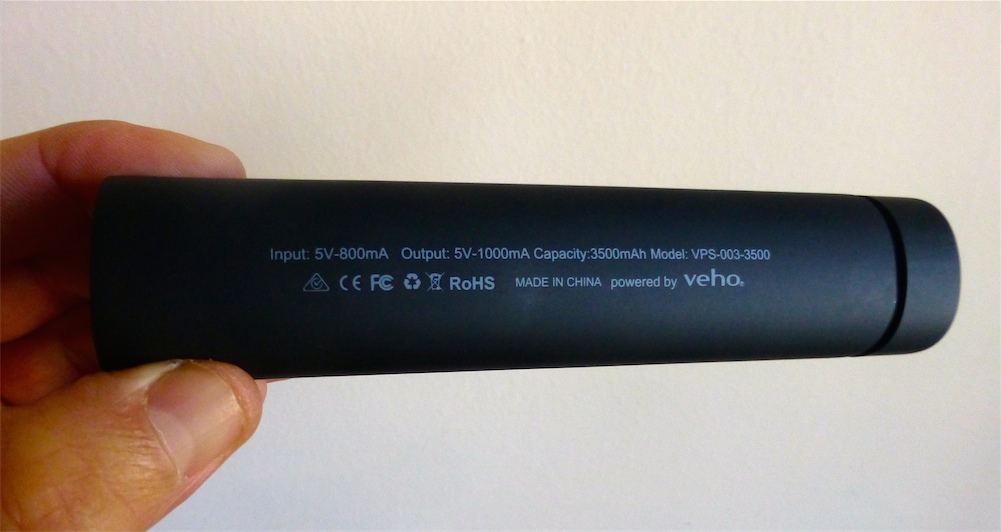 Input: 5V-800mA Output: 5V-1000mA Capacity:3500mAh Model: VPS-003-3500
CE FC RoHS MADE IN CHINA powered by veho®